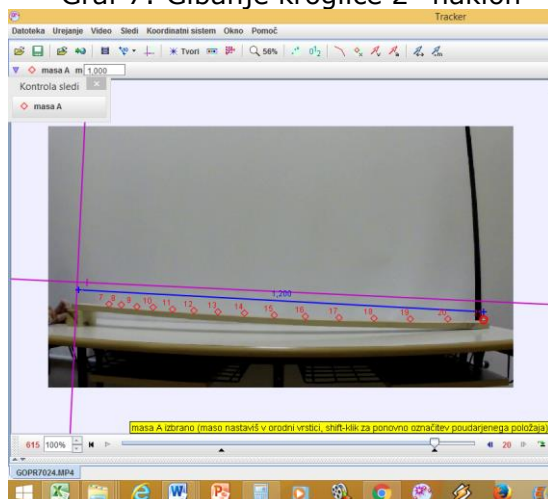 Graf 7: Gibanje kroglice 2° naklon
Tracker
Datoteka Urejanje Video Sledi Koordinatni sistem Okno Pomoč
Tvori 56%
masa A m 1,000
Kontrola sledi
masa A
1,280
7 8 9 10 11 12 13 14 15 16 17 18 19 20
masa A izbrano (maso nastaviš v orodni vrstici, shift-klik za ponovno označitev poudarjenega položaja)
615 100% 20
GOPR7024.MP4